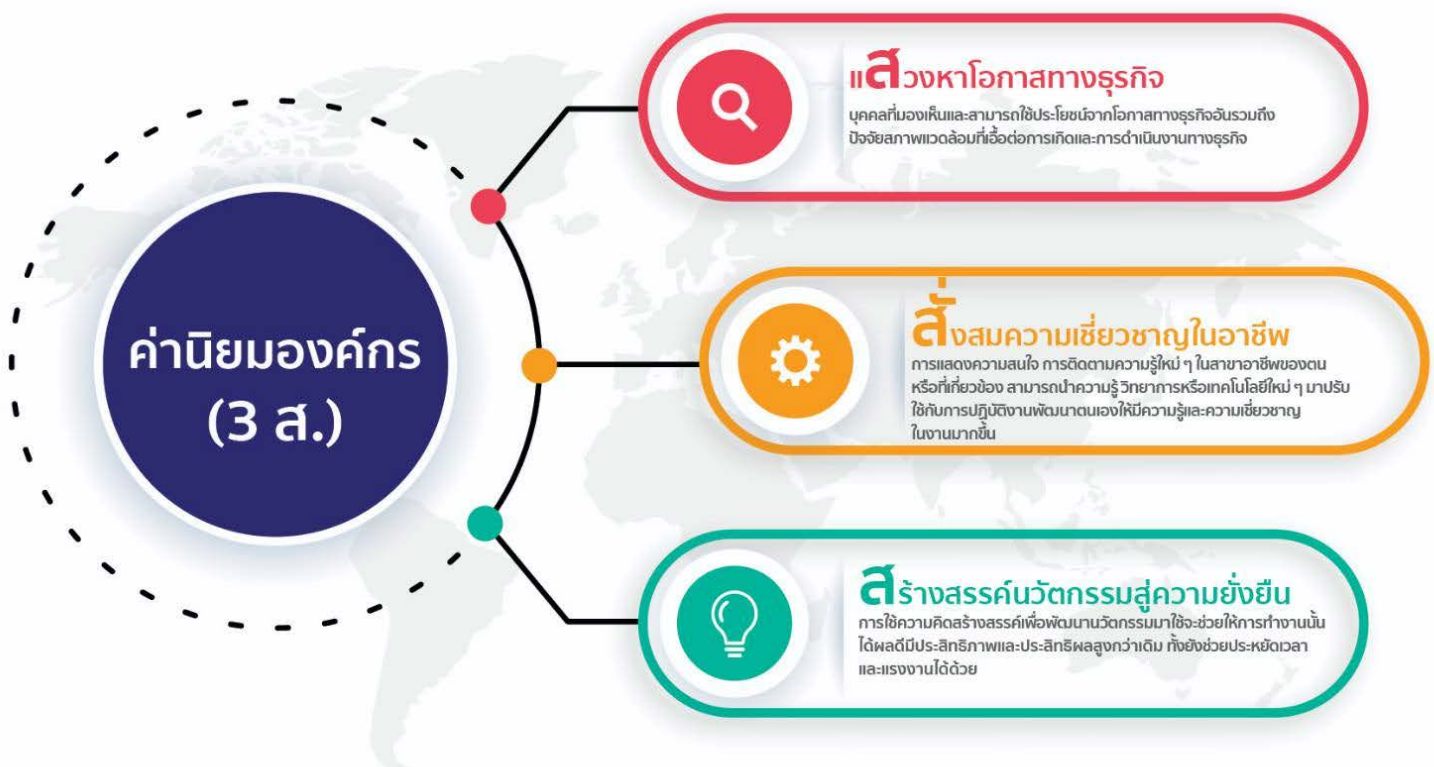 ค่านิยมองค์กร
(3 ส.)
แสวงหาโอกาสทางธุรกิจ
บุคคลที่มองเห็นและสามารถใช้ประโยชน์จากโอกาสทางธุรกิจอันรวมถึง
ปัจจัยสภาพแวดล้อมที่เอื้อต่อการเกิดและการดำเนินงานทางธุรกิจ
สั่งสมความเชี่ยวชาญในอาชีพ
การแสดงความสนใจ การติดตามความรู้ใหม่ ๆ ในสาขาอาชีพของตน
หรือที่เกี่ยวข้อง สามารถนำความรู้ วิทยาการหรือเทคโนโลยีใหม่ ๆ มาปรับ
ใช้กับการปฏิบัติงานพัฒนาตนเองให้มีความรู้และความเชี่ยวชาญ
ในงานมากขึ้น
สร้างสรรค์นวัตกรรมสู่ความยั่งยืน
การใช้ความคิดสร้างสรรค์เพื่อพัฒนานวัตกรรมมาใช้จะช่วยให้การทำงานนั้น
ได้ผลดีมีประสิทธิภาพและประสิทธิผลสูงกว่าเดิม ทั้งยังช่วยประหยัดเวลา
และแรงงานได้ด้วย